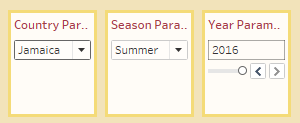 Country Par..
Jamaica
Season Para..
Summer
Year Param..
2016